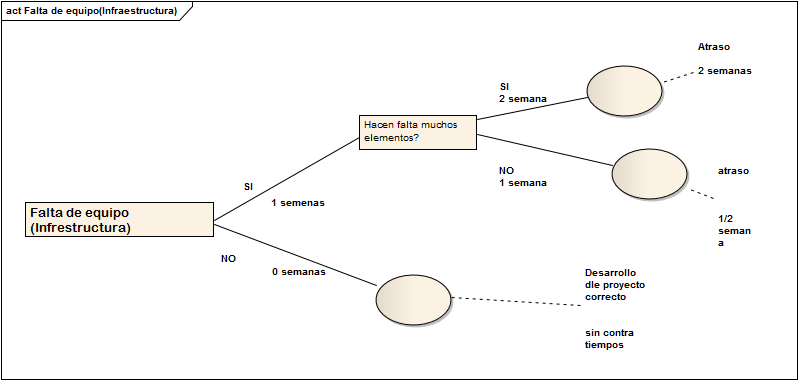 act Falta de equipo(Infraestructura)
Atraso
2 semanas
SI
2 semana
Hacen falta muchos
elementos?
NO
1 semana
atraso
1/2
seman
a
SI
1 semenas
Falta de equipo
(Infrestructura)
NO
0 semanas
Desarrollo
dle proyecto
correcto
sin contra
tiempos